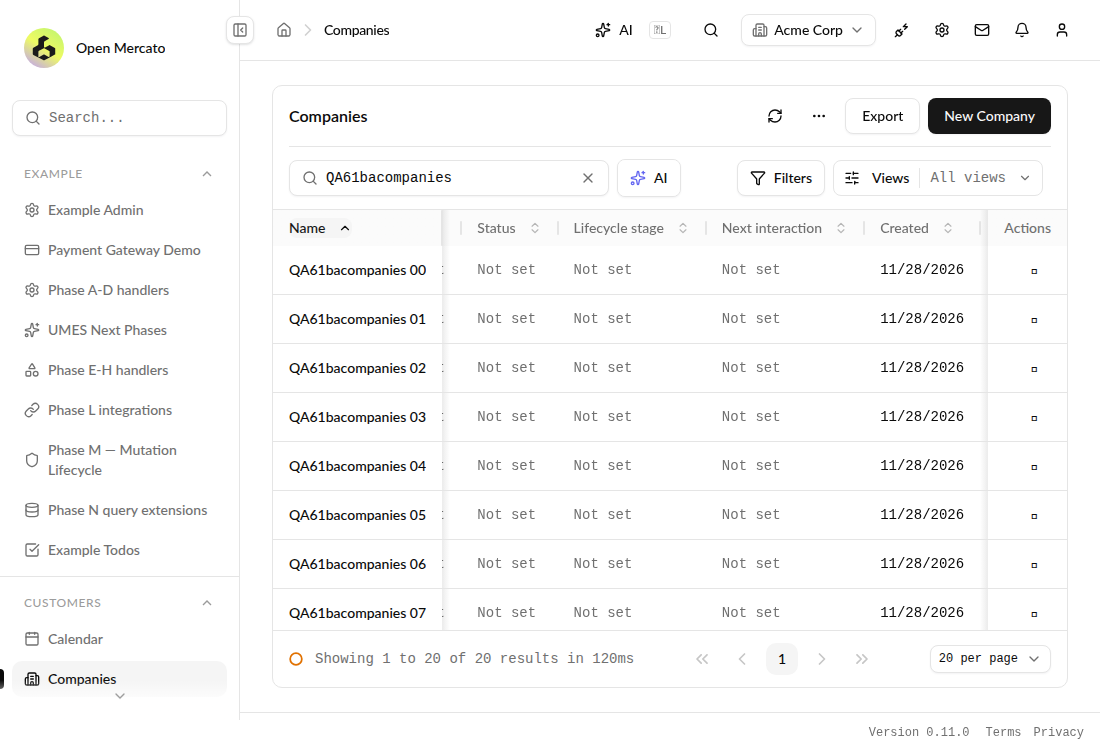 Open Mercato
Search...
EXAMPLE
Example Admin
Payment Gateway Demo
Phase A-D handlers
UMES Next Phases
Phase E-H handlers
Phase L integrations
Phase M — Mutation
Lifecycle
Phase N query extensions
Example Todos
CUSTOMERS
Calendar
Companies
Companies
AI
L
Acme Corp
Companies
Export
New Company
QA61bacompanies
AI
Filters
Views
All views
Name
Status
Lifecycle stage
Next interaction
Created
Actions
QA61bacompanies 00 Not set Not set Not set 11/28/2026
QA61bacompanies 01 Not set Not set Not set 11/28/2026
QA61bacompanies 02 Not set Not set Not set 11/28/2026
QA61bacompanies 03 Not set Not set Not set 11/28/2026
QA61bacompanies 04 Not set Not set Not set 11/28/2026
QA61bacompanies 05 Not set Not set Not set 11/28/2026
QA61bacompanies 06 Not set Not set Not set 11/28/2026
QA61bacompanies 07 Not set Not set Not set 11/28/2026
Showing 1 to 20 of 20 results in 120ms
1
20 per page
Version 0.11.0 Terms Privacy